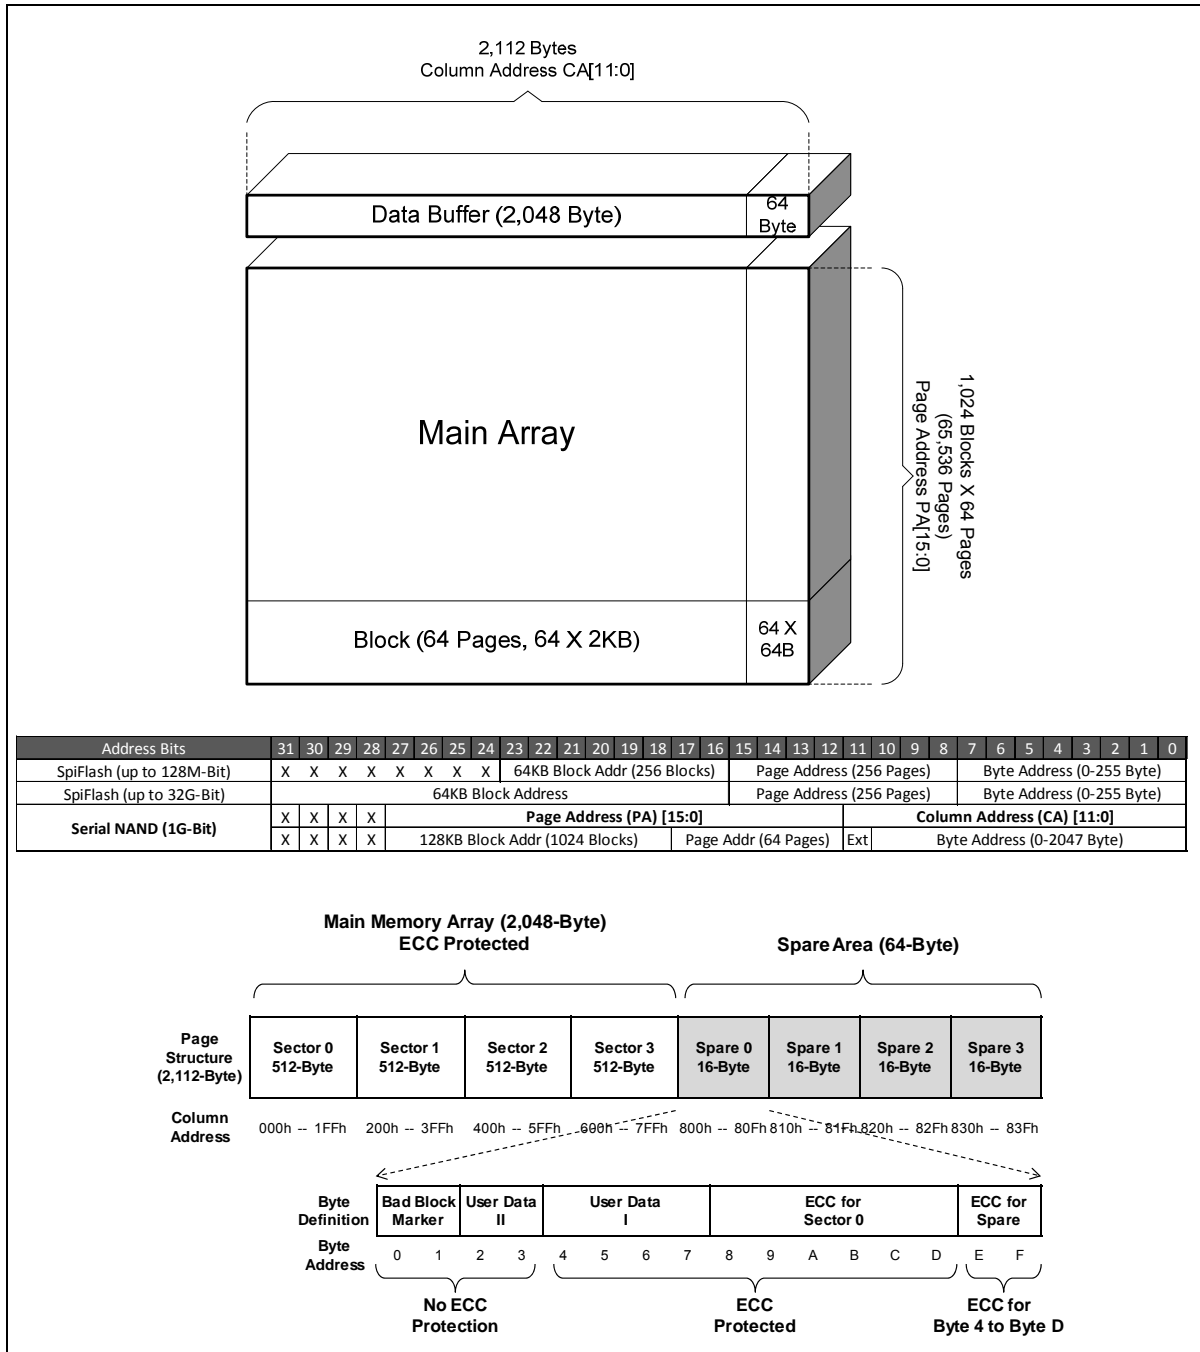 2,112 Bytes
Column Address CA[11:0]
Data Buffer (2,048 Byte)
64
Byte
Main Array
1,024 Blocks X 64 Pages
(65,536 Pages)
Page Address PA[15:0]
Block (64 Pages, 64 X 2KB)
64 X
64B
Address Bits 31 30 29 28 27 26 25 24 23 22 21 20 19 18 17 16 15 14 13 12 11 10 9 8 7 6 5 4 3 2 1 0
SpiFlash (up to 128M-Bit) X X X X X X X X 64KB Block Addr (256 Blocks) Page Address (256 Pages) Byte Address (0-255 Byte)
SpiFlash (up to 32G-Bit) 64KB Block Address Page Address (256 Pages) Byte Address (0-255 Byte)
Serial NAND (1G-Bit) X X X X Page Address (PA) [15:0] Column Address (CA) [11:0]
X X X X 128KB Block Addr (1024 Blocks) Page Addr (64 Pages) Ext Byte Address (0-2047 Byte)
Main Memory Array (2,048-Byte)
ECC Protected
Spare Area (64-Byte)
Page
Structure
(2,112-Byte)
Sector 0 Sector 1 Sector 2 Sector 3 Spare 0 Spare 1 Spare 2 Spare 3
512-Byte 512-Byte 512-Byte 512-Byte 16-Byte 16-Byte 16-Byte 16-Byte
Column
Address
000h -- 1FFh 200h -- 3FFh 400h -- 5FFh 600h -- 7FFh 800h -- 80Fh 810h -- 81Fh 820h -- 82Fh 830h -- 83Fh
Byte
Definition
Bad Block
Marker
User Data
II
User Data
I
ECC for
Sector 0
ECC for
Spare
Byte
Address
0 1 2 3 4 5 6 7 8 9 A B C D E F
No ECC
Protection
ECC
Protected
ECC for
Byte 4 to Byte D